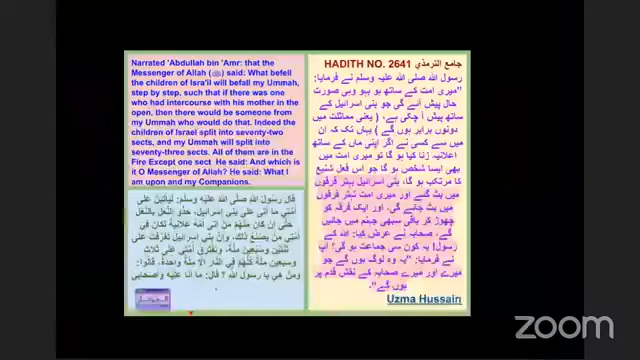 Narrated 'Abdullah bin 'Amr: that the
Messenger of Allah (ﷺ) said: What befell
the children of Isra'il will befall my Ummah,
step by step, such that if there was one
who had intercourse with his mother in the
open, then there would be someone from
my Ummah who would do that. Indeed the
children of Israel split into seventy-two
sects, and my Ummah will split into
seventy-three sects. All of them are in the
Fire Except one sect He said: And which is
it O Messenger of Allah? He said: What I
am upon and my Companions.
قال رسول الله صلى الله عليه وسلم: ليأتين على
أمتي ما أتى على بني إسرائيل، حذو النعل بالنعل
حتى إن كان منهم من أتى أمه علانية لكان في
أمتي من يصنع ذلك، وإن بني إسرائيل تفرقت على
ثنتين وسبعين ملة، وتفترق أمتي على ثلاث
وسبعين ملة كلهم في النار إلا ملة واحدة، قالوا:
ومن هي يا رسول الله ؟ قال: ما أنا عليه وأصحابي
HADITH NO. 2641 جامع الترمذي
رسول الله صلی الله علیہ وسلم نے فرمایا:
"میری امت کے ساتھ ہو بہو وہی صورت
حال پیش آئے گی جو بنی اسرائیل کے
ساتھ پیش آ چکی ہے، ( یعنی مماثلت میں
دونوں برابر ہوں گے ) یہاں تک کہ ان
میں سے کسی نے اگر اپنی ماں کے ساتھ
اعلانیہ زنا کیا ہو گا تو میری امت میں
بھی ایسا شخص ہو گا جو اس فعل شنیع
کا مرتکب ہو گا، بنی اسرائیل بہتر فرقوں
میں بٹ گئے اور میری امت تہتر فرقوں
میں بٹ جائے گی، اور ایک فرقہ کو
چھوڑ کر باقی سبھی جہنم میں جائیں
گے، صحابہ نے عرض کیا: اللہ کے
رسول! یہ کون سی جماعت ہو گی؟ آپ
نے فرمایا: "یہ وہ لوگ ہوں گے جو
میرے اور میرے صحابہ کے نقش قدم پر
ہوں گے".
Uzma Hussain
zoom